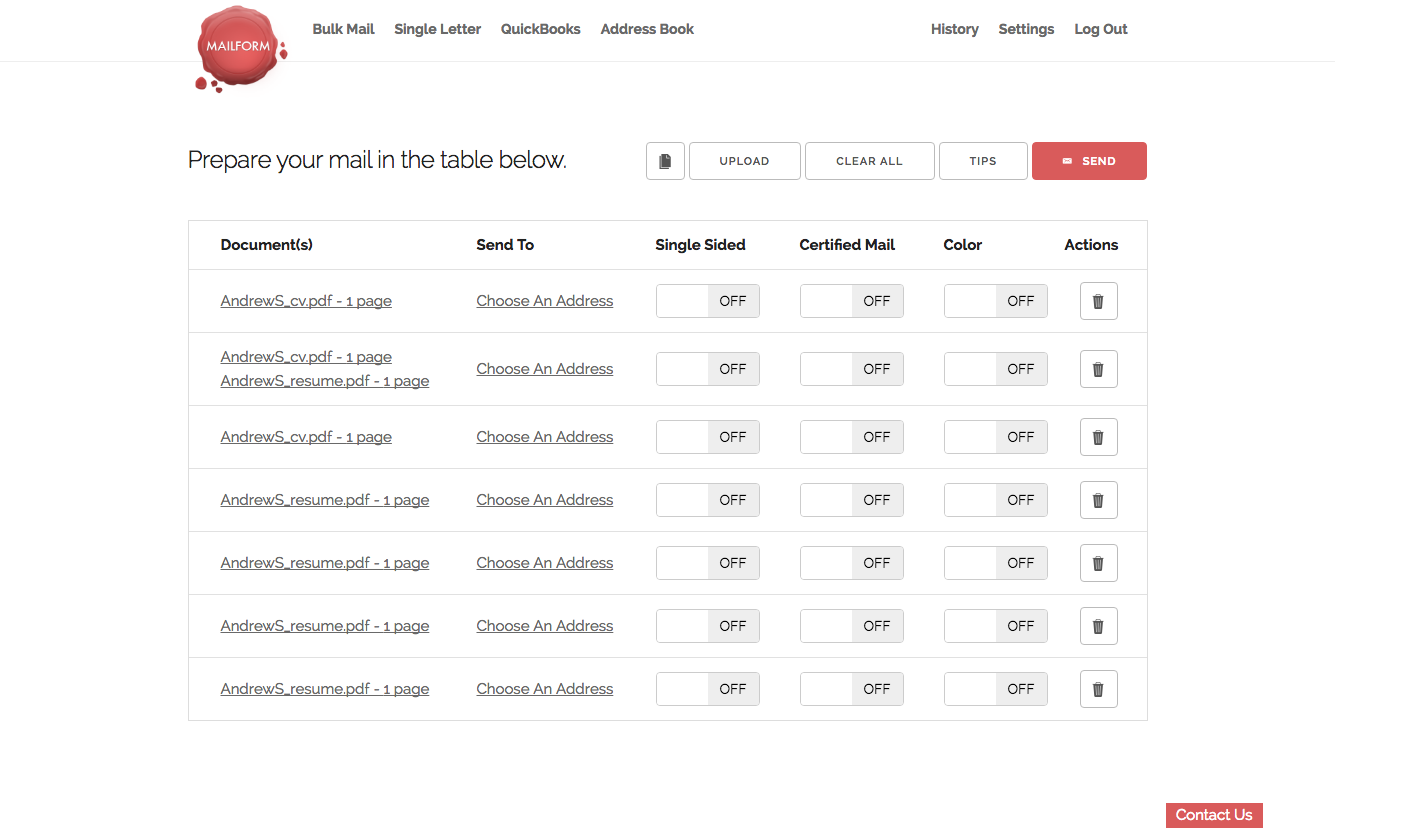 MAILFORM
Bulk Mail Single Letter QuickBooks Address Book History Settings Log Out
Prepare your mail in the table below. UPLOAD CLEAR ALL TIPS SEND
Document(s) Send To Single Sided Certified Mail Color Actions
AndrewS_cv.pdf - 1 page Choose An Address OFF OFF OFF
AndrewS_cv.pdf - 1 page
AndrewS_resume.pdf - 1 page Choose An Address OFF OFF OFF
AndrewS_cv.pdf - 1 page Choose An Address OFF OFF OFF
AndrewS_resume.pdf - 1 page Choose An Address OFF OFF OFF
AndrewS_resume.pdf - 1 page Choose An Address OFF OFF OFF
AndrewS_resume.pdf - 1 page Choose An Address OFF OFF OFF
AndrewS_resume.pdf - 1 page Choose An Address OFF OFF OFF
Contact Us